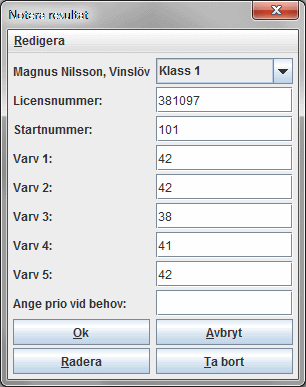 Notera resultat
Redigera
Magnus Nilsson, Vinslöv Klass 1
Licensnummer: 381097
Startnummer: 101
Varv 1: 42
Varv 2: 42
Varv 3: 38
Varv 4: 41
Varv 5: 42
Ange prio vid behov:
Ok Avbryt
Radera Ta bort